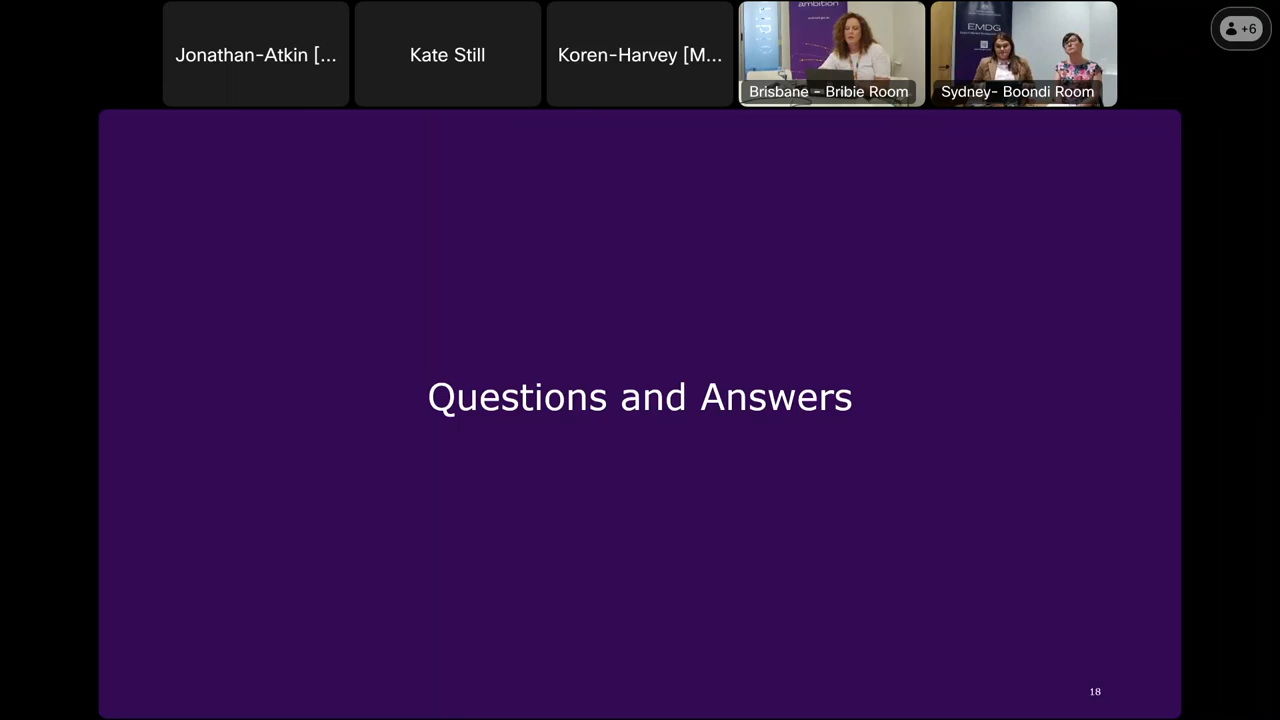 Jonathan-Atkin [...
Kate Still
Koren-Harvey [M...
ambition
Brisbane - Bribie Room
EMDG
Sydney- Boondi Room
+6
Questions and Answers
18